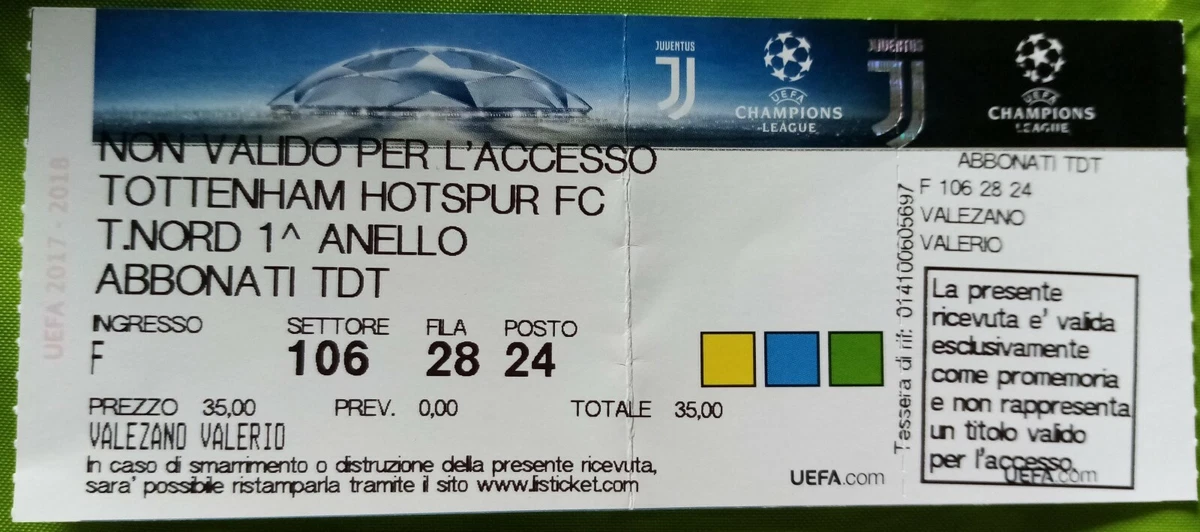 UEFA 2017 - 2018
JUVENTUS
UEFA
CHAMPIONS
LEAGUE
JUVENTUS
UEFA
CHAMPIONS
LEAGUE
NON VALIDO PER L'ACCESSO
TOTTENHAM HOTSPUR FC
T.NORD 1^ ANELLO
ABBONATI TDT
INGRESSO SETTORE FILA POSTO
F 106 28 24
PREZZO 35,00 PREV. 0,00 TOTALE 35,00
VALEZANO VALERIO
In caso di smarrimento o distruzione della presente ricevuta,
sara' possibile ristamparla tramite il sito www.listicket.com
UEFA.com
Tessera di rif: 014100605697
ABBONATI TDT
F 106 28 24
VALEZANO
VALERIO
La presente
ricevuta e' valida
esclusivamente
come promemoria
e non rappresenta
un titolo valido
per l'accesso.
UEFA.com